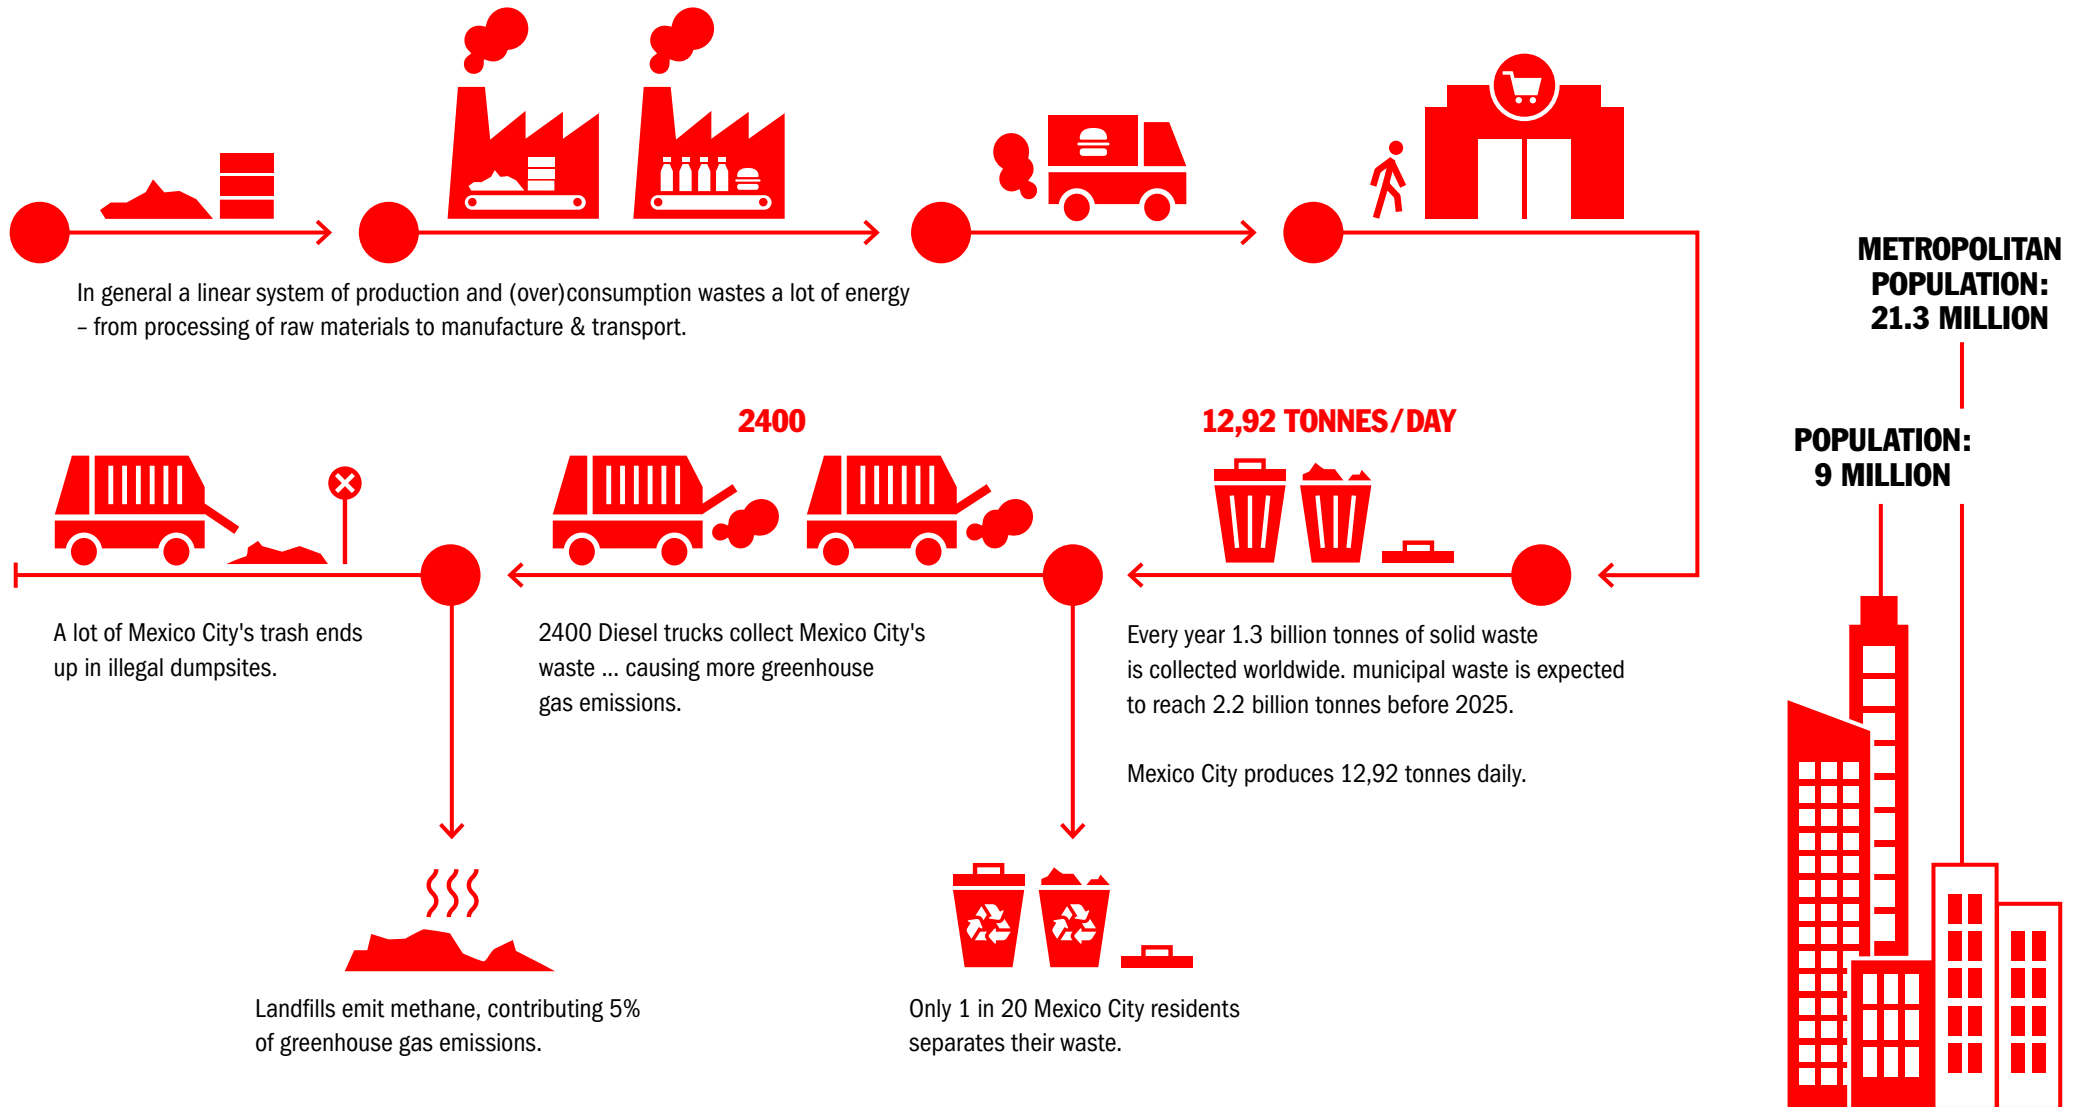 In general a linear system of production and (over)consumption wastes a lot of energy
– from processing of raw materials to manufacture & transport.
METROPOLITAN
POPULATION:
21.3 MILLION
POPULATION:
9 MILLION
2400
12,92 TONNES/DAY
A lot of Mexico City's trash ends
up in illegal dumpsites.
2400 Diesel trucks collect Mexico City's
waste ... causing more greenhouse
gas emissions.
Every year 1.3 billion tonnes of solid waste
is collected worldwide. municipal waste is expected
to reach 2.2 billion tonnes before 2025.
Mexico City produces 12,92 tonnes daily.
Landfills emit methane, contributing 5%
of greenhouse gas emissions.
Only 1 in 20 Mexico City residents
separates their waste.